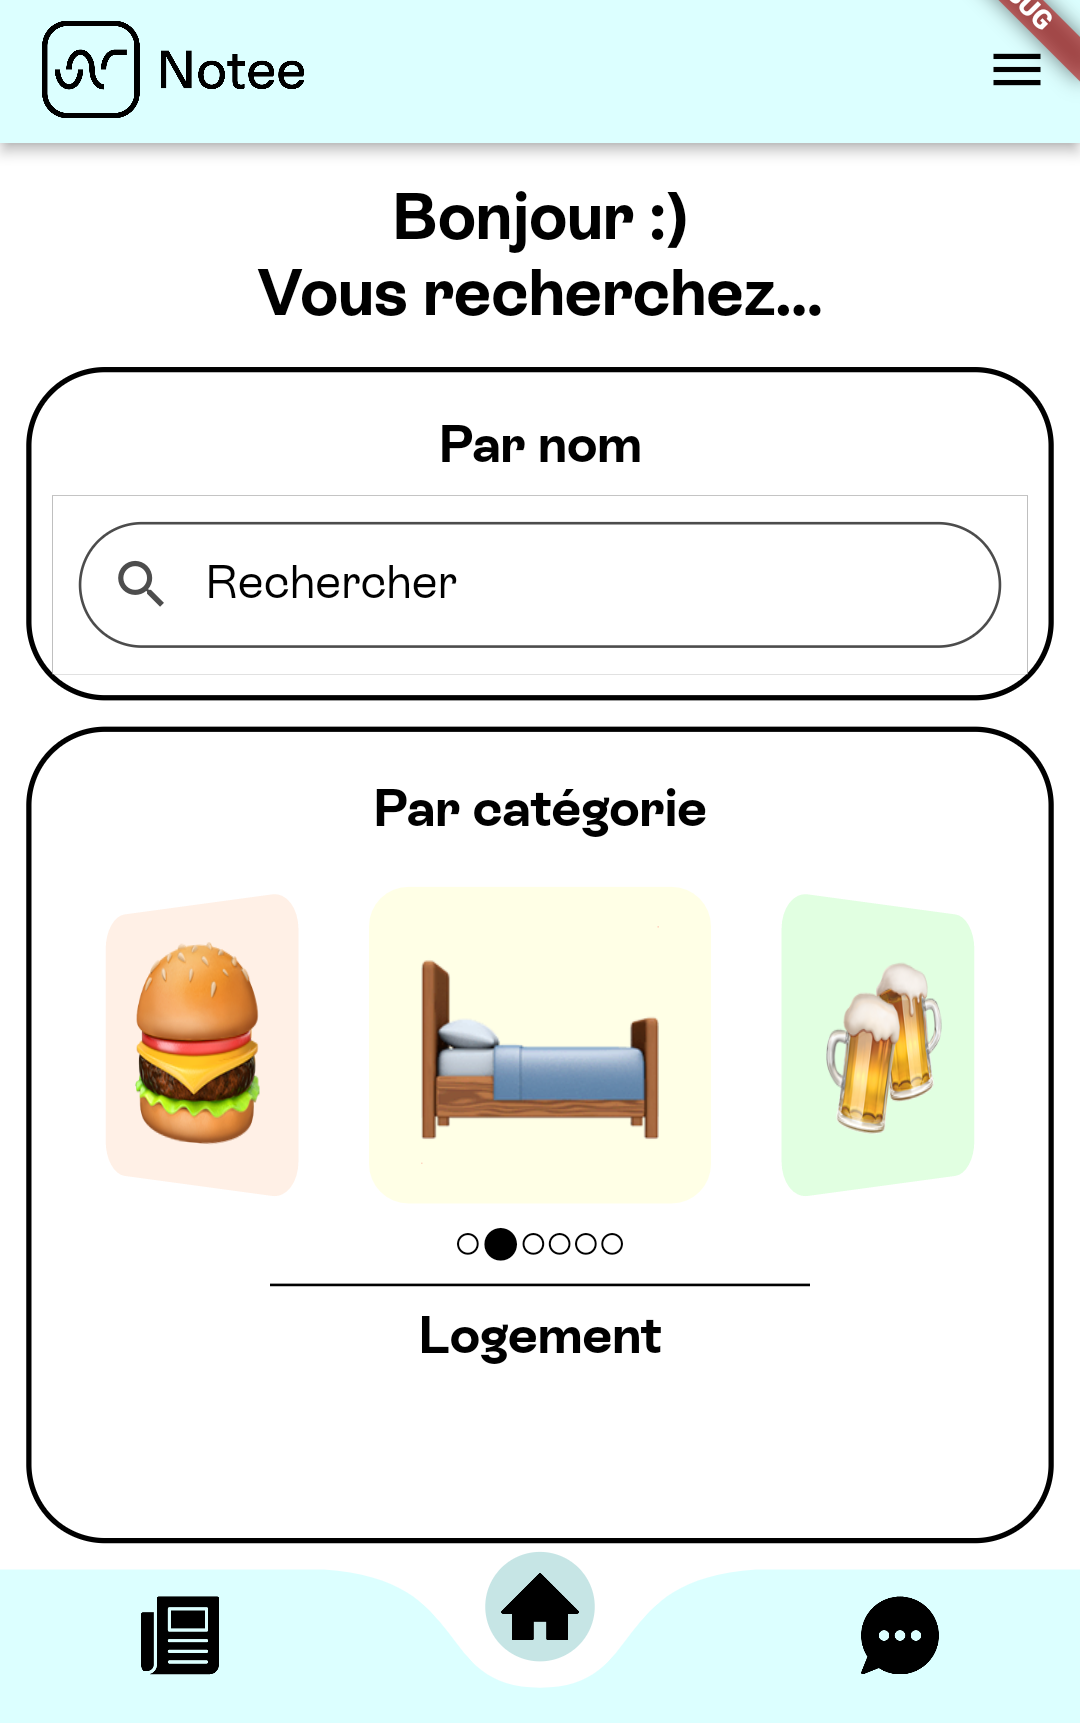 Notee
Bonjour :)
Vous recherchez...
Par nom
Rechercher
Par catégorie
Logement